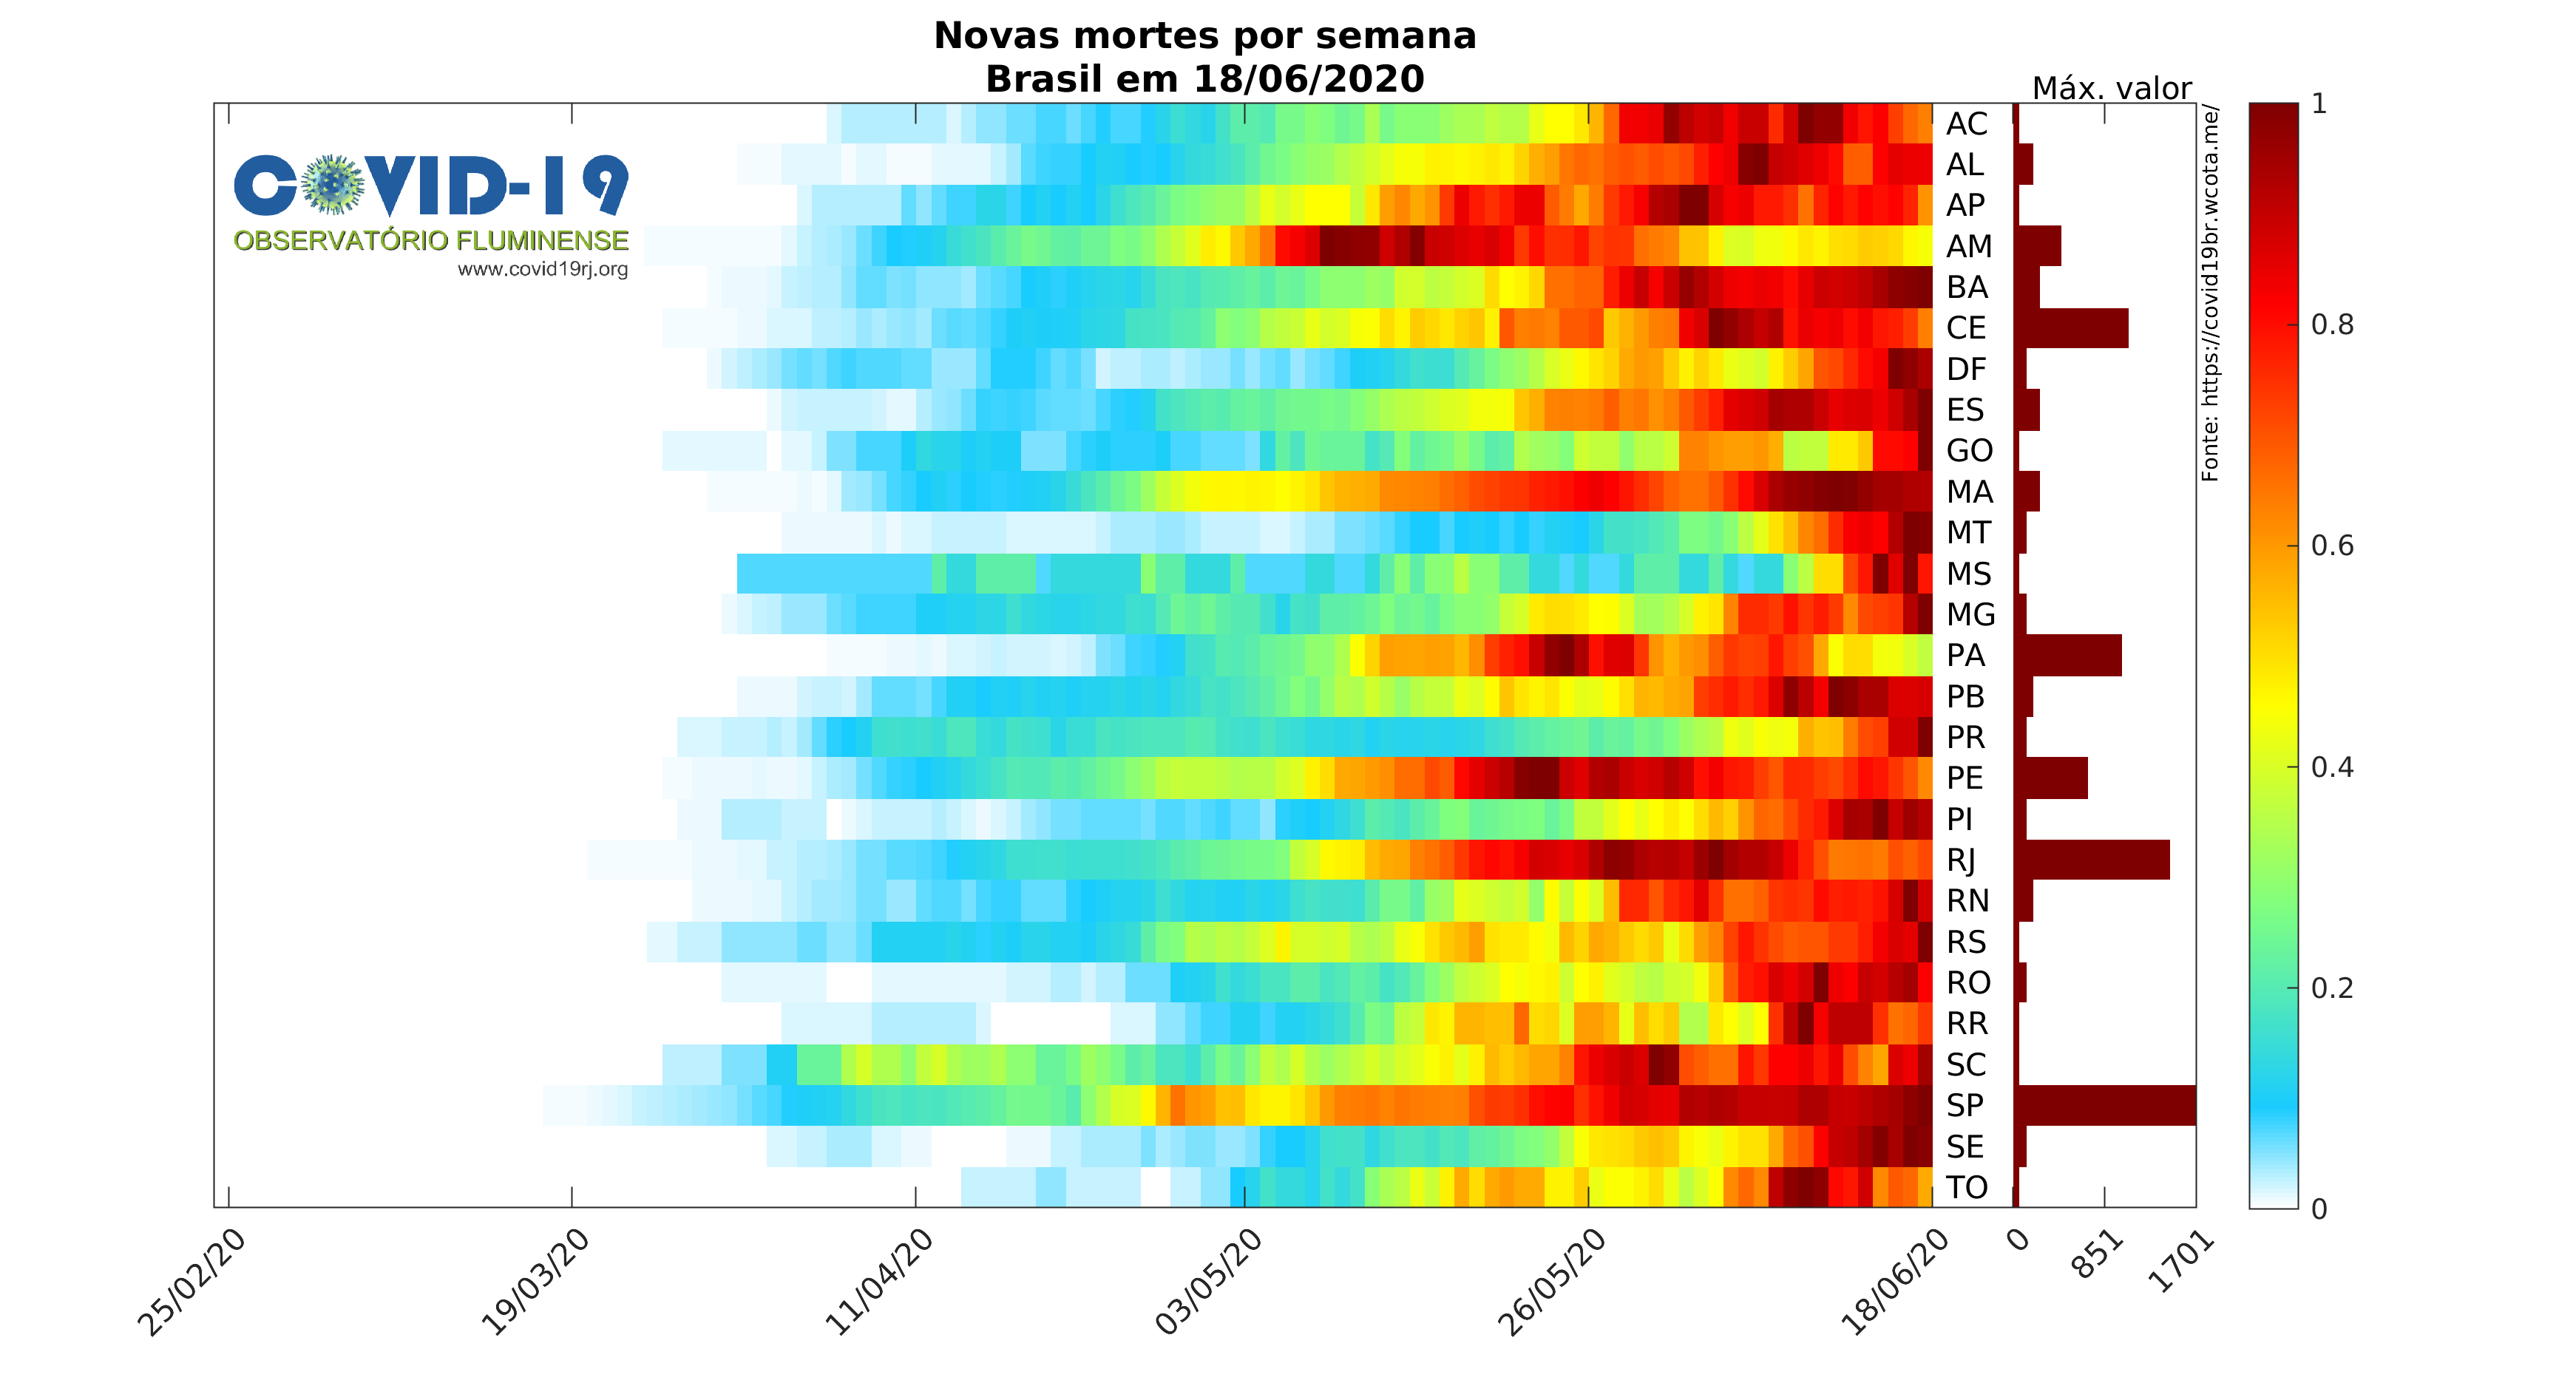 Novas mortes por semana
Brasil em 18/06/2020
Máx. valor
COVID-19
OBSERVATÓRIO FLUMINENSE
www.covid19rj.org
AC
AL
AP
AM
BA
CE
DF
ES
GO
MA
MT
MS
MG
PA
PB
PR
PE
PI
RJ
RN
RS
RO
RR
SC
SP
SE
TO
Fonte: https://covid19br.wcota.me/
1
0.8
0.6
0.4
0.2
0
25/02/20
19/03/20
11/04/20
03/05/20
26/05/20
18/06/20
0
851
1701